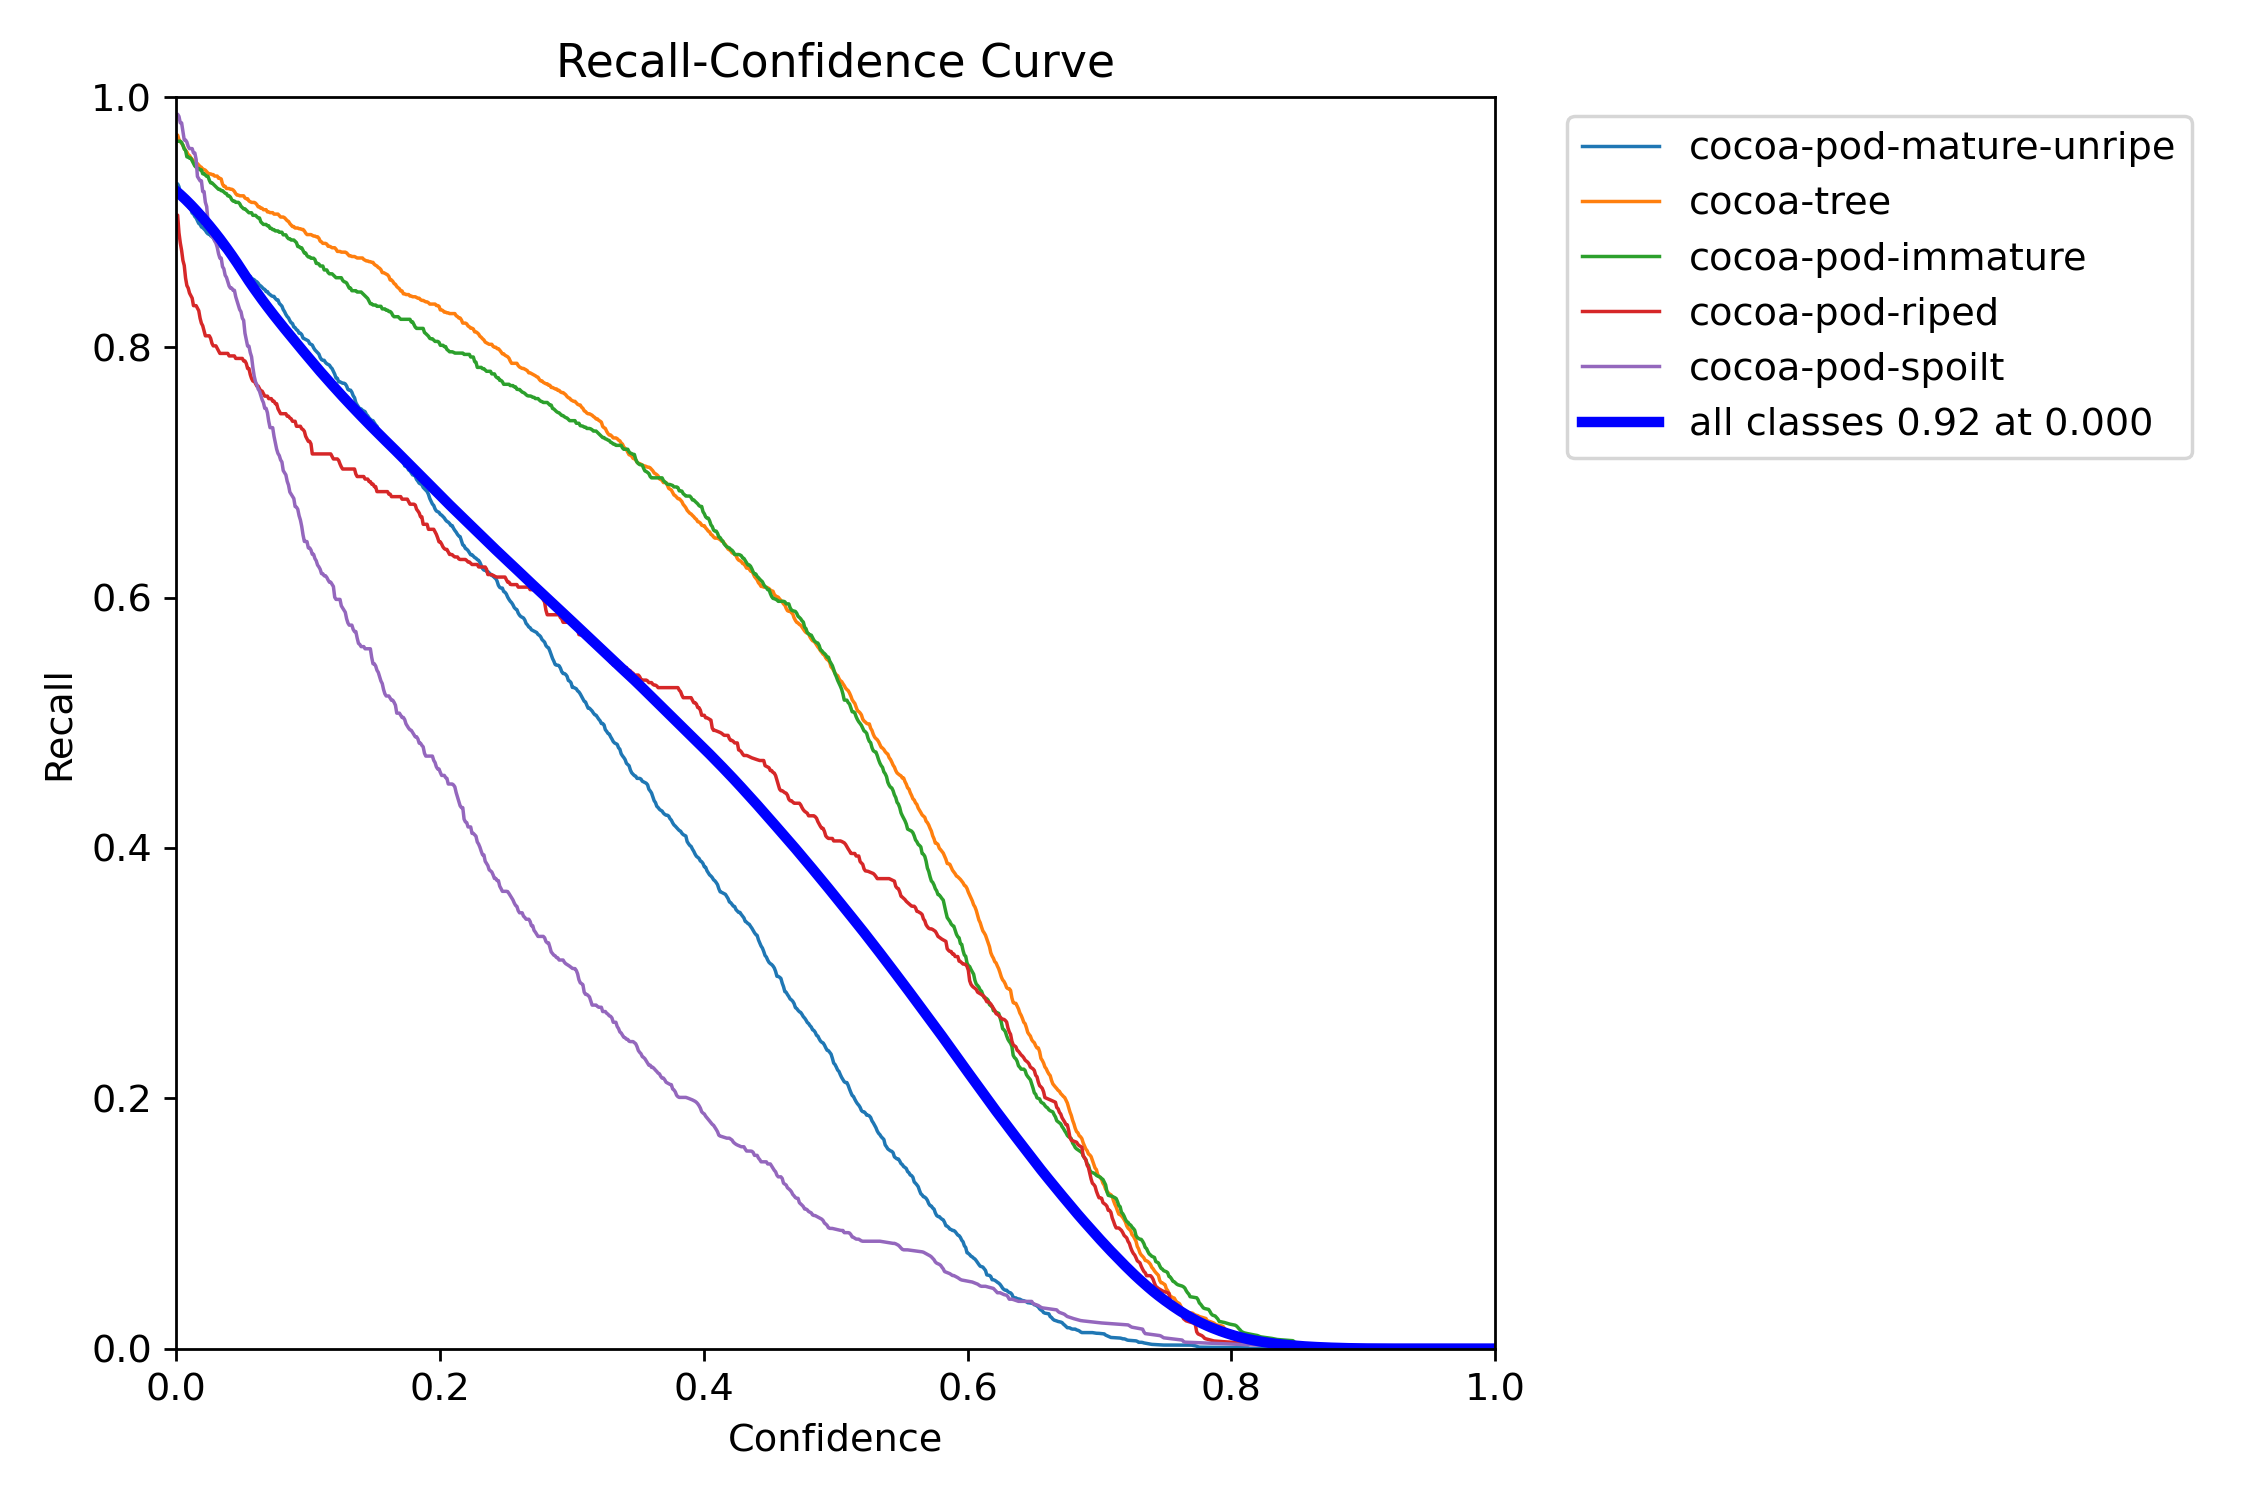 Recall-Confidence Curve
1.0
0.8
0.6
0.4
0.2
0.0
Recall
0.0 0.2 0.4 0.6 0.8 1.0
Confidence
cocoa-pod-mature-unripe
cocoa-tree
cocoa-pod-immature
cocoa-pod-riped
cocoa-pod-spoilt
all classes 0.92 at 0.000